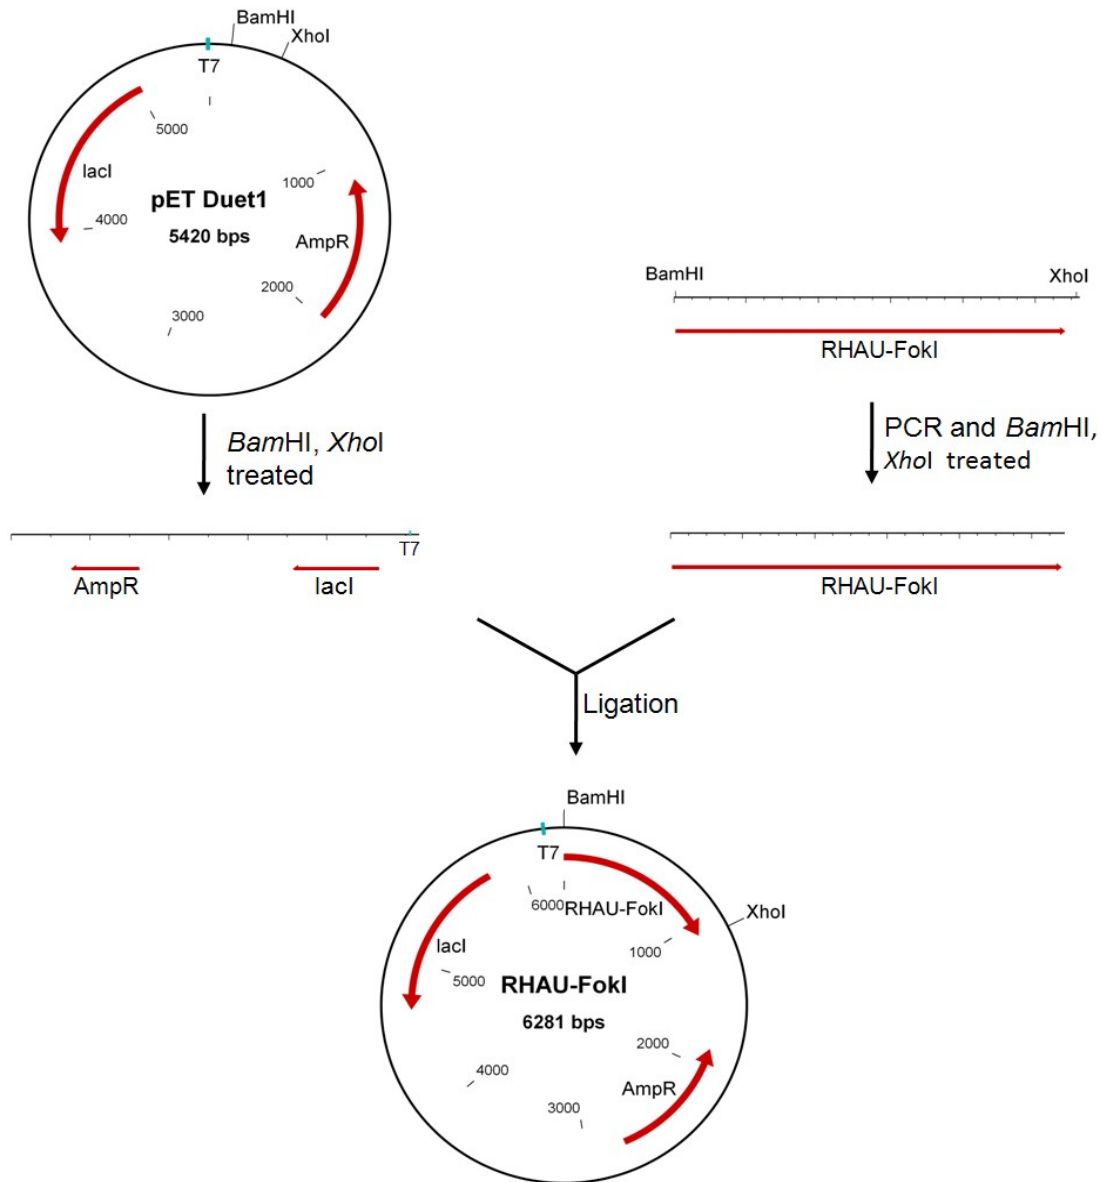 BamHI
XhoI
T7
5000
lacI
1000
pET Duet1
4000
5420 bps
AmpR
2000
3000
BamHI
XhoI
RHAU-FokI
BamHI, XhoI
treated
PCR and BamHI,
XhoI treated
T7
AmpR
lacI
RHAU-FokI
Ligation
BamHI
T7
6000
RHAU-FokI
XhoI
lacI
1000
5000
RHAU-FokI
6281 bps
2000
4000
AmpR
3000